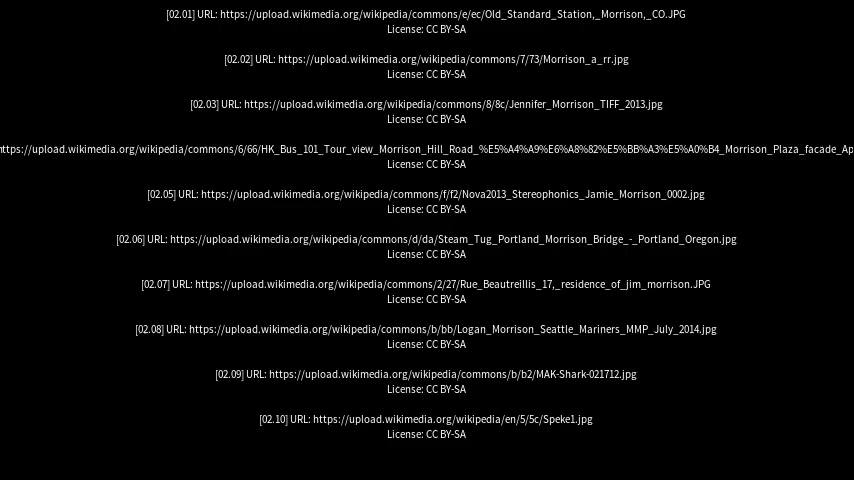 [02.01] URL: https://upload.wikimedia.org/wikipedia/commons/e/ec/Old_Standard_Station,_Morrison,_CO.JPG
License: CC BY-SA
[02.02] URL: https://upload.wikimedia.org/wikipedia/commons/7/73/Morrison_a_rr.jpg
License: CC BY-SA
[02.03] URL: https://upload.wikimedia.org/wikipedia/commons/8/8c/Jennifer_Morrison_TIFF_2013.jpg
License: CC BY-SA
https://upload.wikimedia.org/wikipedia/commons/6/66/HK_Bus_101_Tour_view_Morrison_Hill_Road_%E5%A4%A9%E6%A8%82%E5%BB%A3%E5%A0%B4_Morrison_Plaza_facade_Ap
License: CC BY-SA
[02.05] URL: https://upload.wikimedia.org/wikipedia/commons/f/f2/Nova2013_Stereophonics_Jamie_Morrison_0002.jpg
License: CC BY-SA
[02.06] URL: https://upload.wikimedia.org/wikipedia/commons/d/da/Steam_Tug_Portland_Morrison_Bridge_-_Portland_Oregon.jpg
License: CC BY-SA
[02.07] URL: https://upload.wikimedia.org/wikipedia/commons/2/27/Rue_Beautreillis_17,_residence_of_jim_morrison.JPG
License: CC BY-SA
[02.08] URL: https://upload.wikimedia.org/wikipedia/commons/b/bb/Logan_Morrison_Seattle_Mariners_MMP_July_2014.jpg
License: CC BY-SA
[02.09] URL: https://upload.wikimedia.org/wikipedia/commons/b/b2/MAK-Shark-021712.jpg
License: CC BY-SA
[02.10] URL: https://upload.wikimedia.org/wikipedia/en/5/5c/Speke1.jpg
License: CC BY-SA